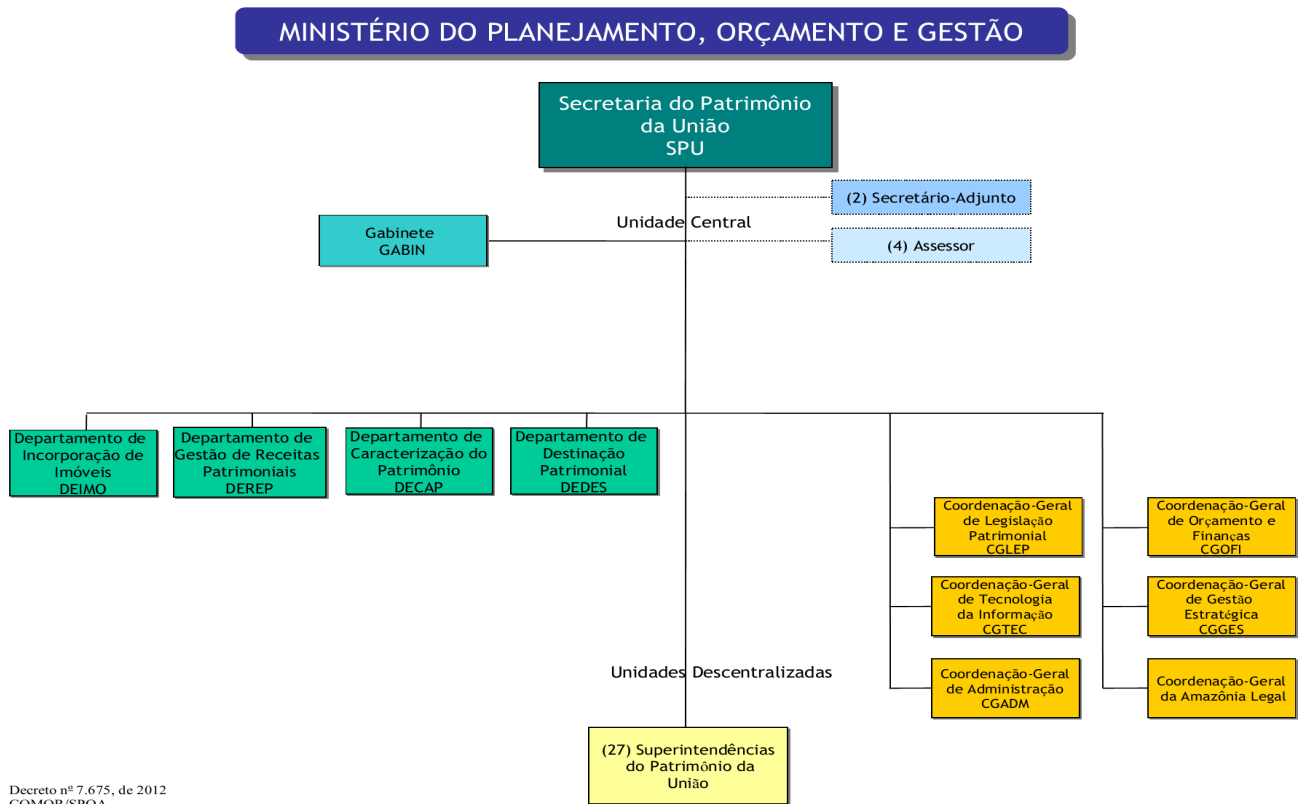 MINISTÉRIO DO PLANEJAMENTO, ORÇAMENTO E GESTÃO
Secretaria do Patrimônio
da União
SPU
(2) Secretário-Adjunto
Unidade Central
Gabinete
GABIN
(4) Assessor
Departamento de
Incorporação de
Imóveis
DEIMO
Departamento de
Gestão de Receitas
Patrimoniais
DEREP
Departamento de
Caracterização do
Patrimônio
DECAP
Departamento de
Destinação
Patrimonial
DEDES
Coordenação-Geral
de Legislação
Patrimonial
CGLEP
Coordenação-Geral
de Orçamento e
Finanças
CGOFI
Coordenação-Geral
de Tecnologia
da Informação
CGTEC
Coordenação-Geral
de Gestão
Estratégica
CGGES
Coordenação-Geral
de Administração
CGADM
Coordenação-Geral
da Amazônia Legal
Unidades Descentralizadas
(27) Superintendências
do Patrimônio da
União
Decreto nº 7.675, de 2012
COMOR/SPOA